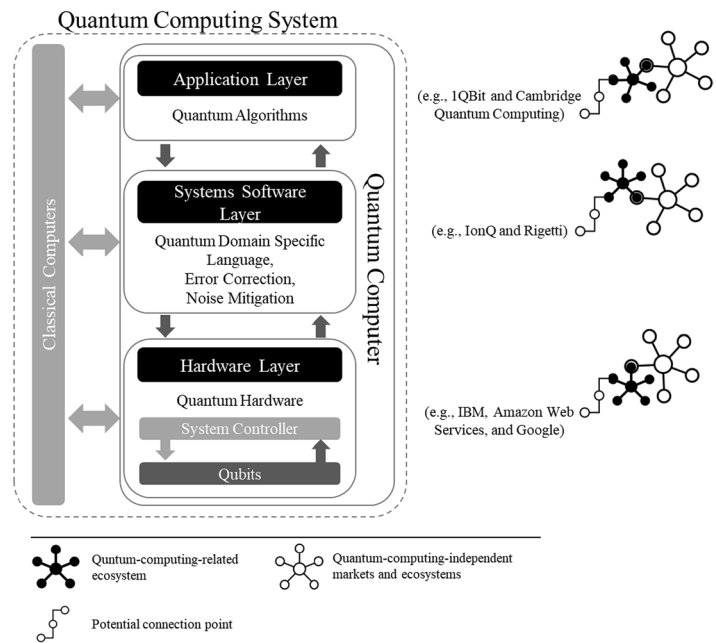 Quantum Computing System
Classical Computers
Quantum Computer
Application Layer
Quantum Algorithms
Systems Software
Layer
Quantum Domain Specific
Language,
Error Correction,
Noise Mitigation
Hardware Layer
Quantum Hardware
System Controller
Qubits
(e.g., 1QBit and Cambridge
Quantum Computing)
(e.g., IonQ and Rigetti)
(e.g., IBM, Amazon Web
Services, and Google)
Quntum-computing-related
ecosystem
Quantum-computing-independent
markets and ecosystems
Potential connection point